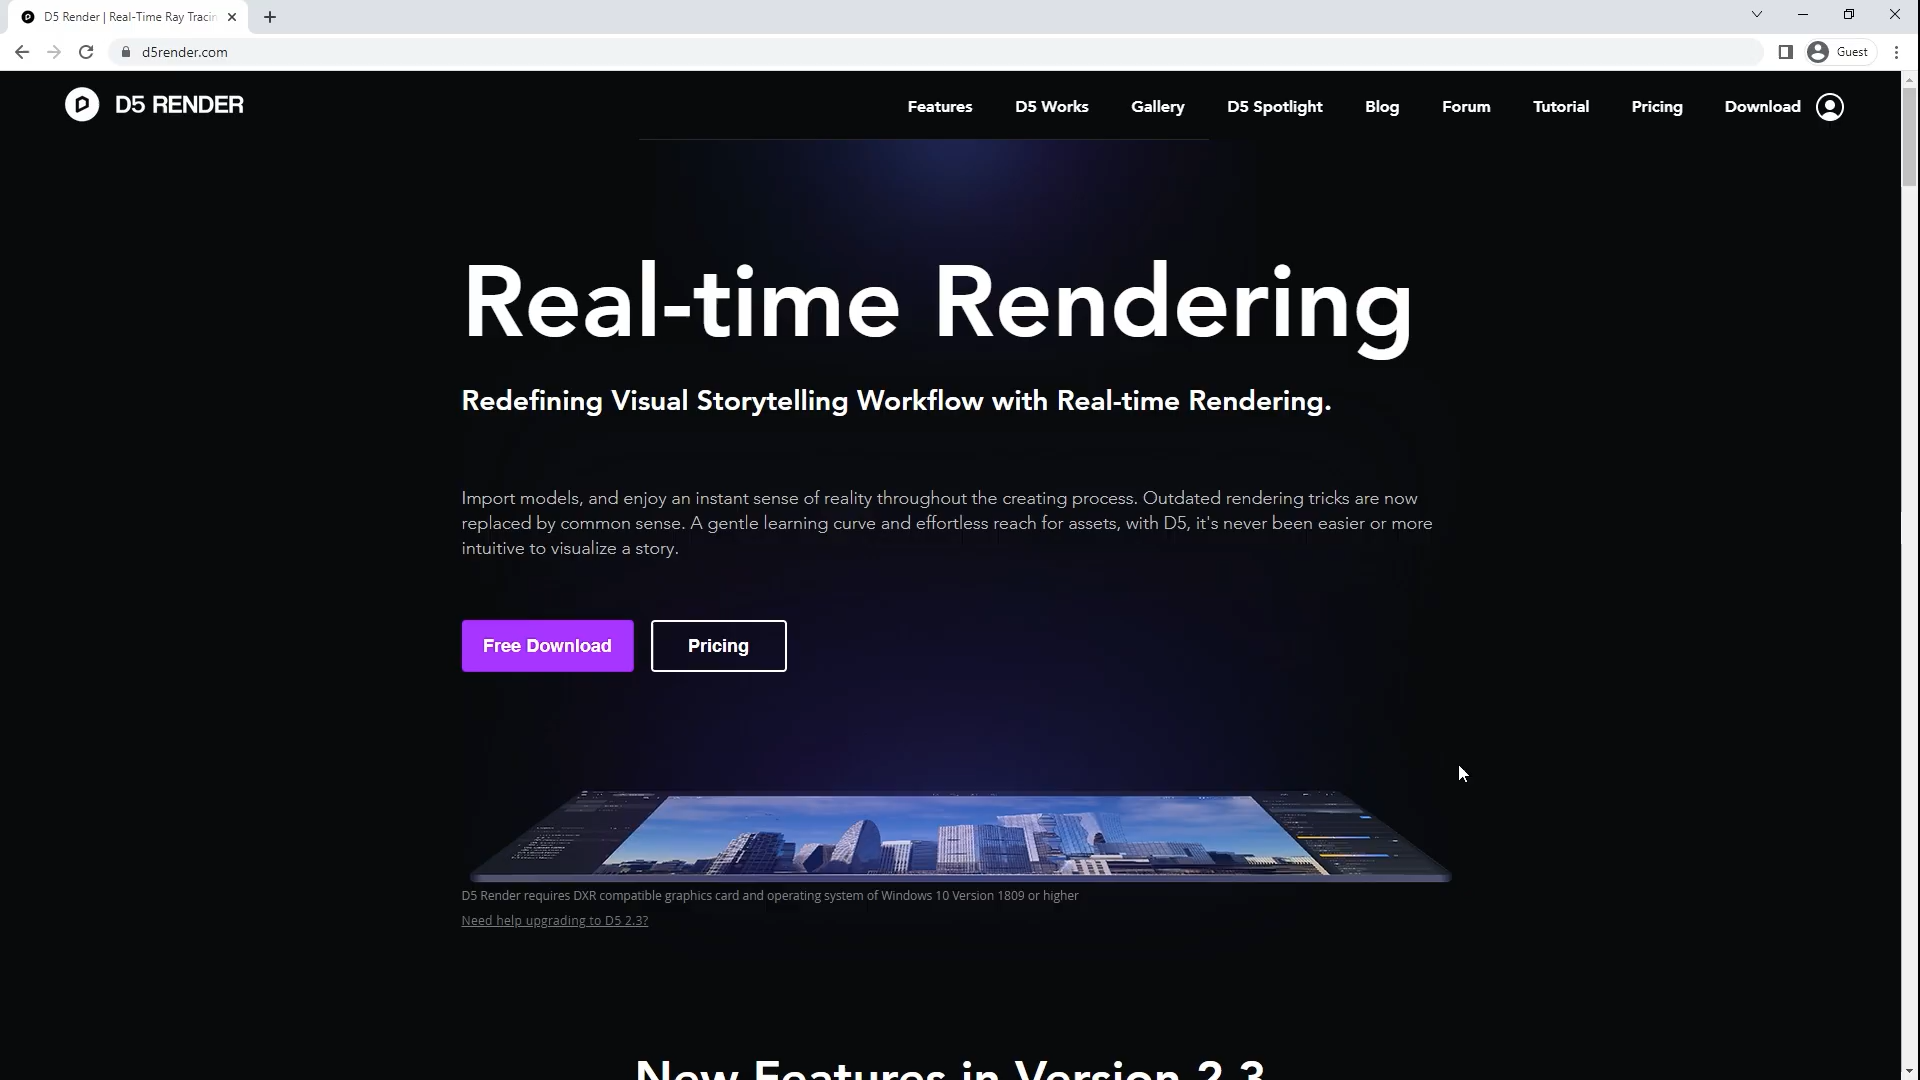 D5 Render | Real-Time Ray Tracin
d5render.com
Guest
D5 RENDER
Features
D5 Works
Gallery
D5 Spotlight
Blog
Forum
Tutorial
Pricing
Download
Real-time Rendering
Redefining Visual Storytelling Workflow with Real-time Rendering.
Import models, and enjoy an instant sense of reality throughout the creating process. Outdated rendering tricks are now
replaced by common sense. A gentle learning curve and effortless reach for assets, with D5, it's never been easier or more
intuitive to visualize a story.
Free Download
Pricing
D5 Render requires DXR compatible graphics card and operating system of Windows 10 Version 1809 or higher
Need help upgrading to D5 2.3?
New Features in Version 2.3